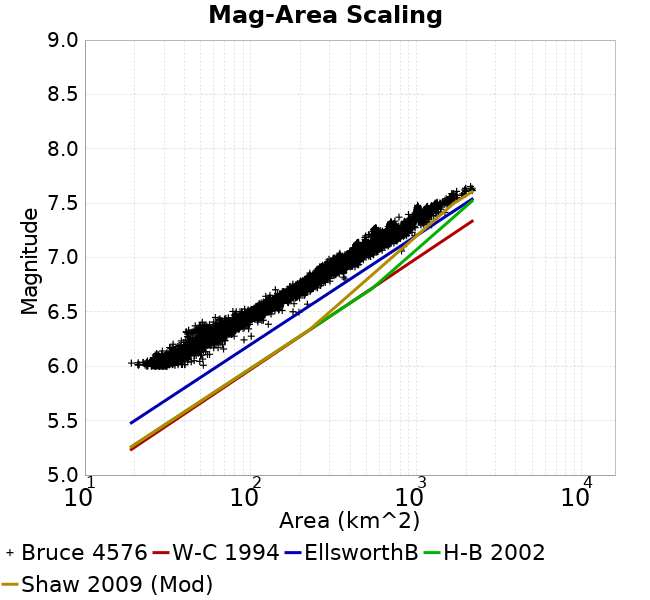 Mag-Area Scaling
9.0
8.5
8.0
7.5
7.0
6.5
6.0
5.5
5.0
Magnitude
10^1
10^2
10^3
10^4
Area (km^2)
+ Bruce 4576 W-C 1994 EllsworthB H-B 2002
Shaw 2009 (Mod)